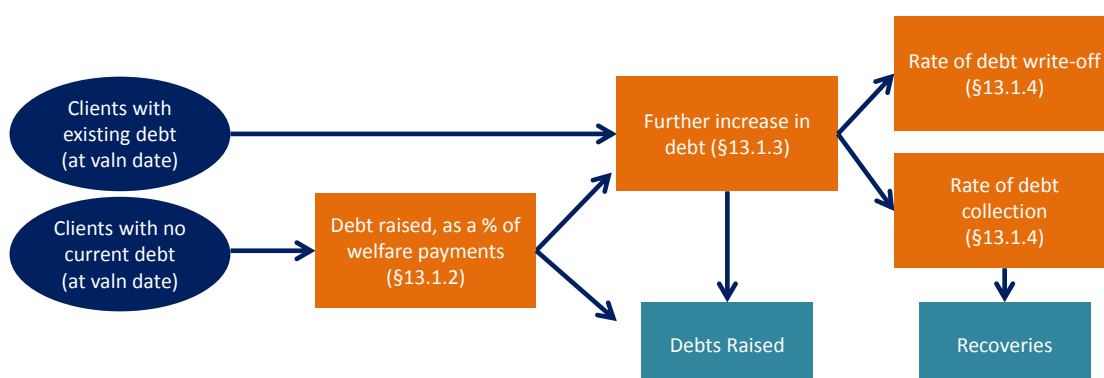 Clients with
existing debt
(at valn date)
Clients with no
current debt
(at valn date)
Debt raised, as a % of
welfare payments
(§13.1.2)
Further increase in
debt (§13.1.3)
Rate of debt write-off
(§13.1.4)
Rate of debt
collection
(§13.1.4)
Debts Raised
Recoveries